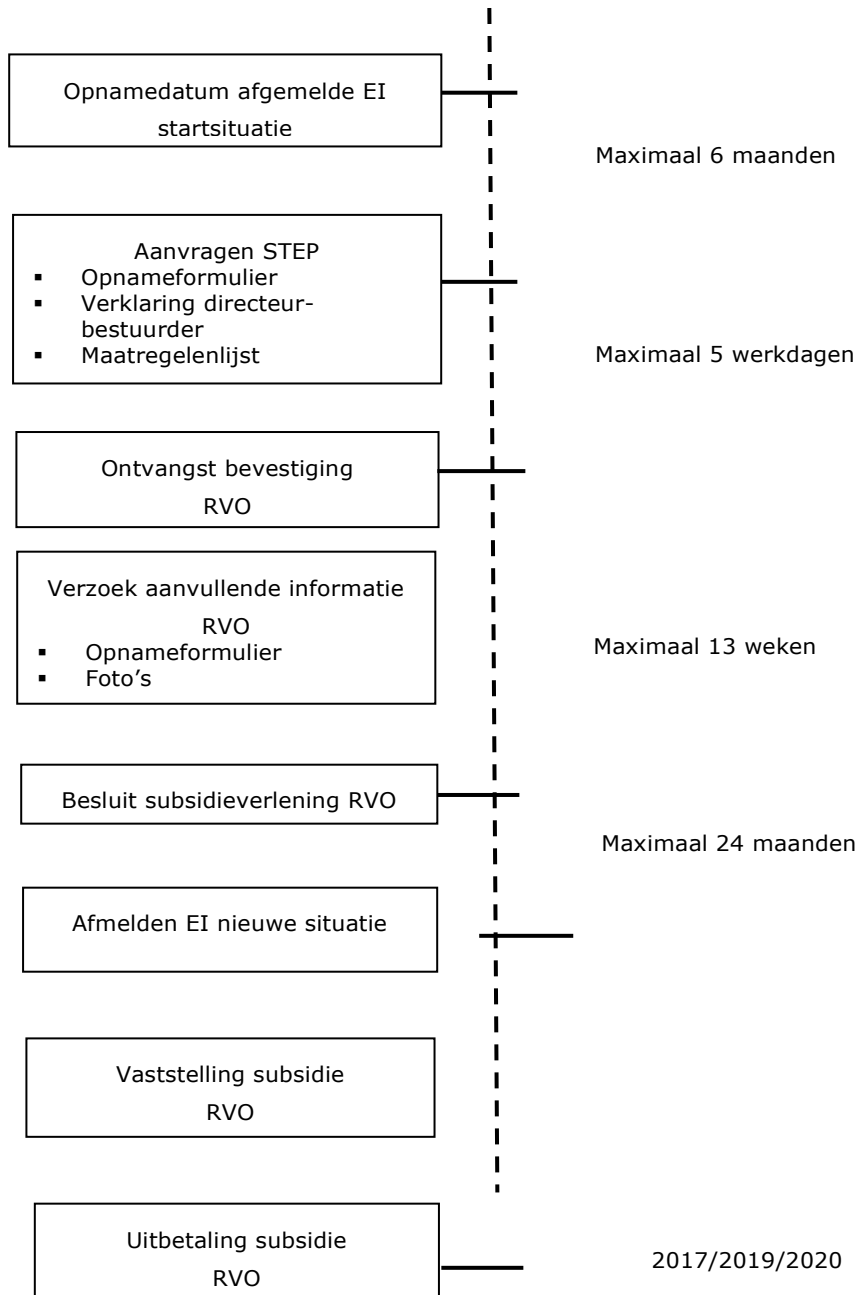 Opnamedatum afgemelde EI
startsituatie
Maximaal 6 maanden
Aanvragen STEP
▪ Opnameformulier
▪ Verklaring directeur-
bestuurder
▪ Maatregelenlijst
Maximaal 5 werkdagen
Ontvangst bevestiging
RVO
Verzoek aanvullende informatie
RVO
▪ Opnameformulier
▪ Foto's
Maximaal 13 weken
Besluit subsidieverlening RVO
Maximaal 24 maanden
Afmelden EI nieuwe situatie
Vaststelling subsidie
RVO
Uitbetaling subsidie
RVO
2017/2019/2020